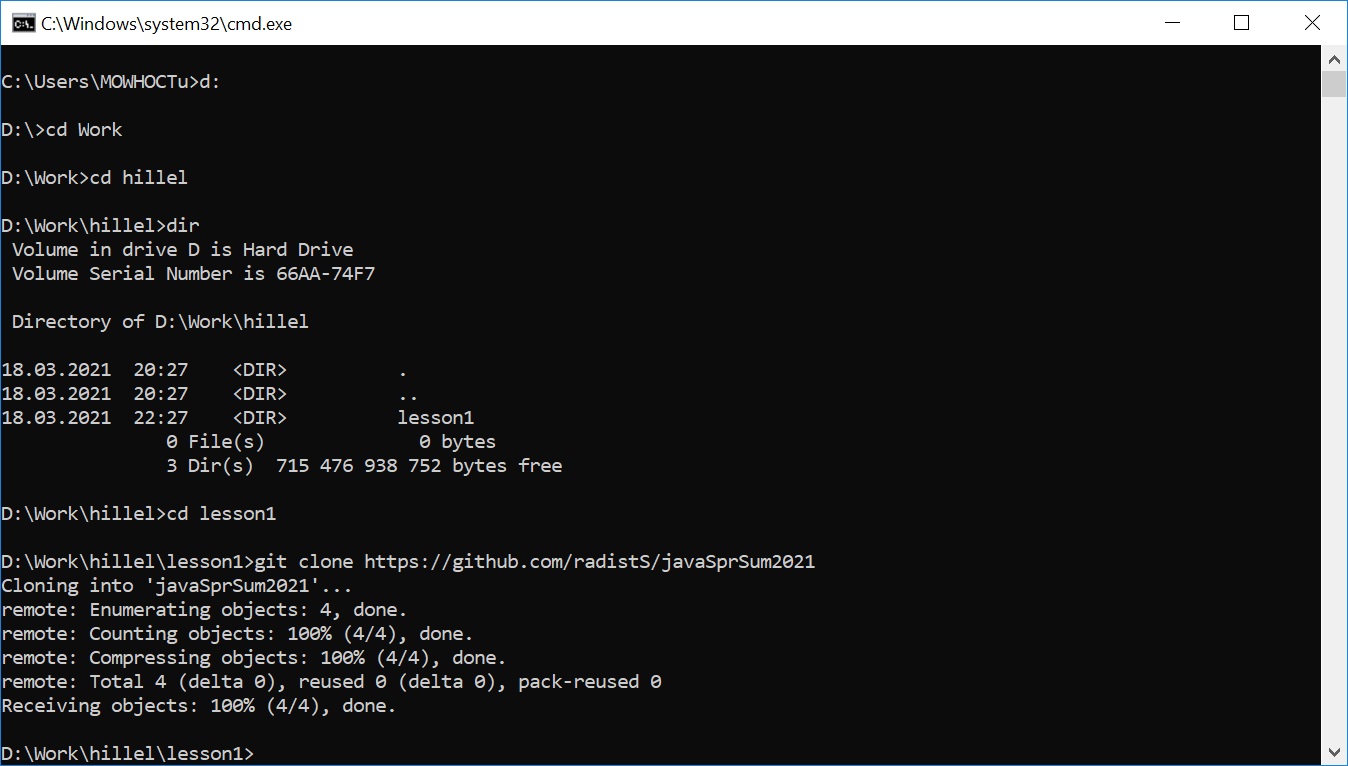 C:\Windows\system32\cmd.exe
C:\Users\MOWHOCTu>d:
D:\>cd Work
D:\Work>cd hillel
D:\Work\hillel>dir
 Volume in drive D is Hard Drive
 Volume Serial Number is 66AA-74F7
 Directory of D:\Work\hillel
18.03.2021  20:27    <DIR>          .
18.03.2021  20:27    <DIR>          ..
18.03.2021  22:27    <DIR>          lesson1
               0 File(s)              0 bytes
               3 Dir(s)  715 476 938 752 bytes free
D:\Work\hillel>cd lesson1
D:\Work\hillel\lesson1>git clone https://github.com/radistS/javaSprSum2021
Cloning into 'javaSprSum2021'...
remote: Enumerating objects: 4, done.
remote: Counting objects: 100% (4/4), done.
remote: Compressing objects: 100% (4/4), done.
remote: Total 4 (delta 0), reused 0 (delta 0), pack-reused 0
Receiving objects: 100% (4/4), done.
D:\Work\hillel\lesson1>